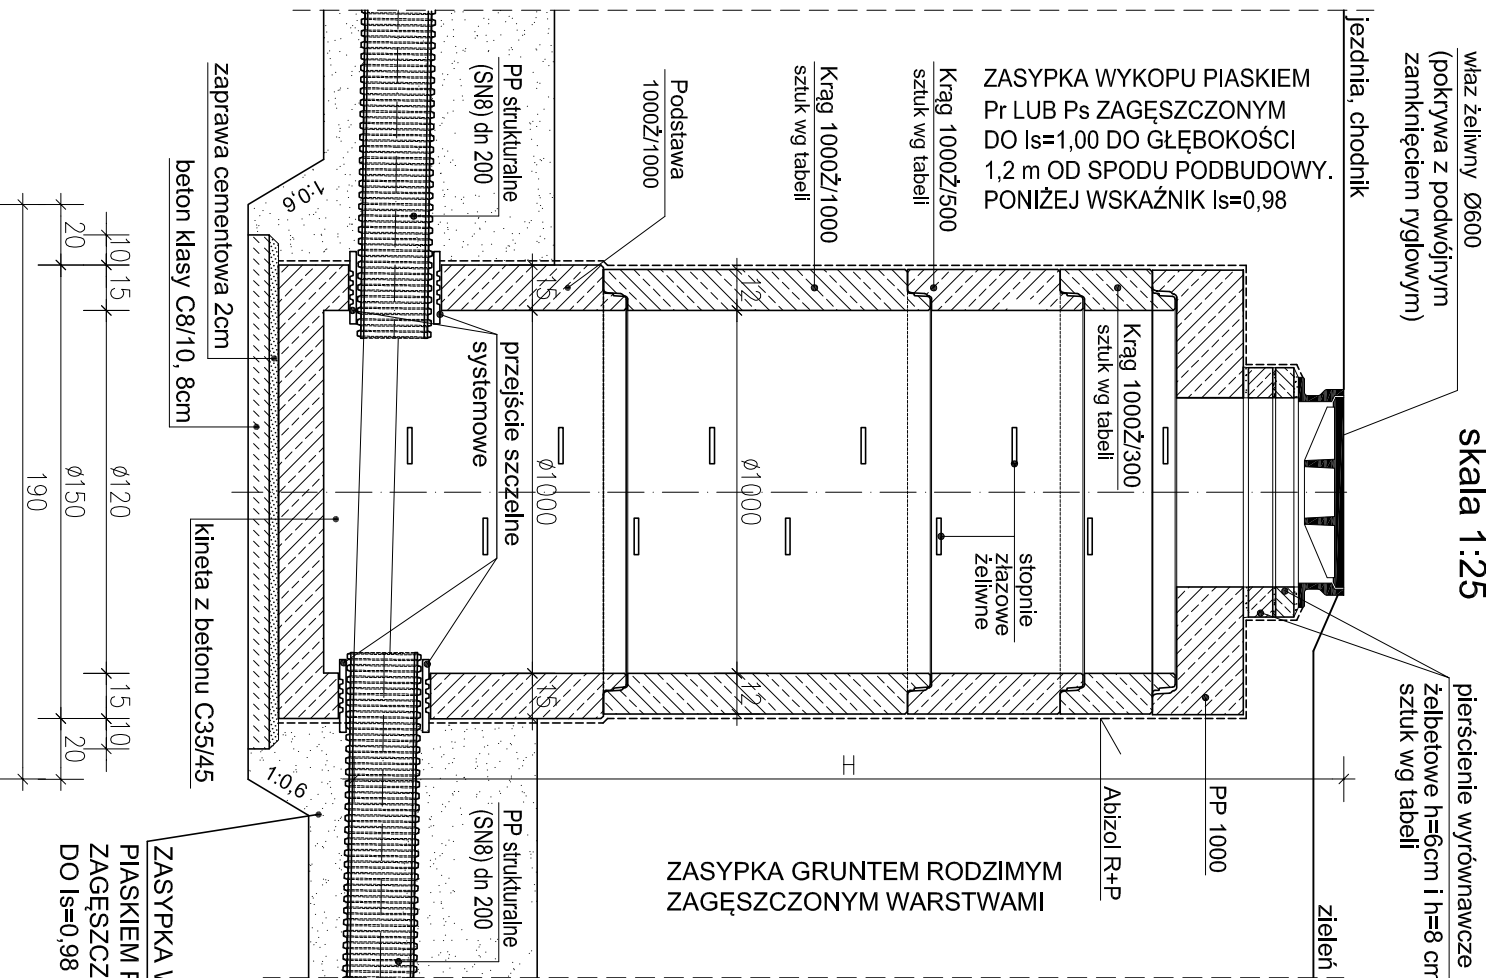 skala 1:25
właz żeliwny Ø600
(pokrywa z podwójnym
zamknięciem ryglowym)
jezdnia, chodnik
ZASYPKA WYKOPU PIASKIEM
Pr LUB Ps ZAGĘSZCZONYM
DO Is=1,00 DO GŁĘBOKOŚCI
1,2 m OD SPODU PODBUDOWY.
PONIŻEJ WSKAŹNIK Is=0,98
Krąg 1000Ż/500
sztuk wg tabeli
Krąg 1000Ż/1000
sztuk wg tabeli
Podstawa
1000Ż/1000
PP strukturalne
(SN8) dn 200
zaprawa cementowa 2cm
beton klasy C8/10, 8cm
1:0,6
Krąg 1000Ż/300
sztuk wg tabeli
przejście szczelne
systemowe
stopnie
złazowe
żeliwne
kineta z betonu C35/45
15
Ø1000
15
12
Ø1000
12
pierścienie wyrównawcze
żelbetowe h=6cm i h=8 cm
sztuk wg tabeli
PP 1000
Abizol R+P
zieleń
H
ZASYPKA GRUNTEM RODZIMYM
ZAGĘSZCZONYM WARSTWAMI
PP strukturalne
(SN8) dn 200
1:0,6
ZASYPKA
PIASKIEM
DO Is=0,98
10 15 Ø120 15 10
20 Ø150 20
190